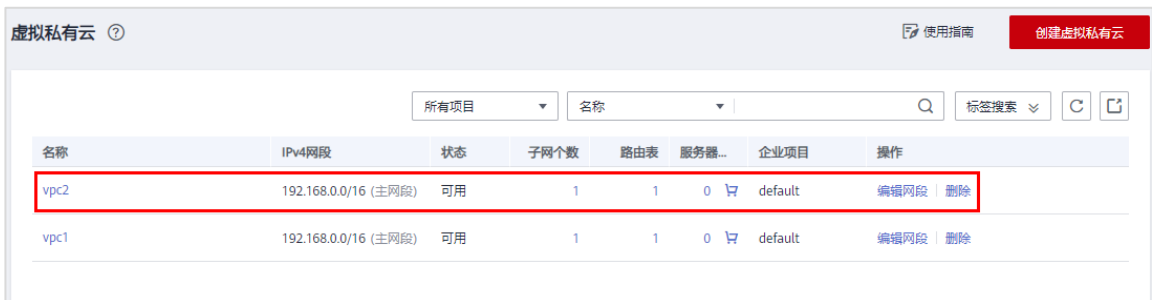 虚拟私有云 ? 使用指南 创建虚拟私有云
所有项目 名称 标签搜索
名称 IPv4网段 状态 子网个数 路由表 服务器... 企业项目 操作
vpc2 192.168.0.0/16 (主网段) 可用 1 1 0 default 编辑网段 删除
vpc1 192.168.0.0/16 (主网段) 可用 1 1 0 default 编辑网段 删除